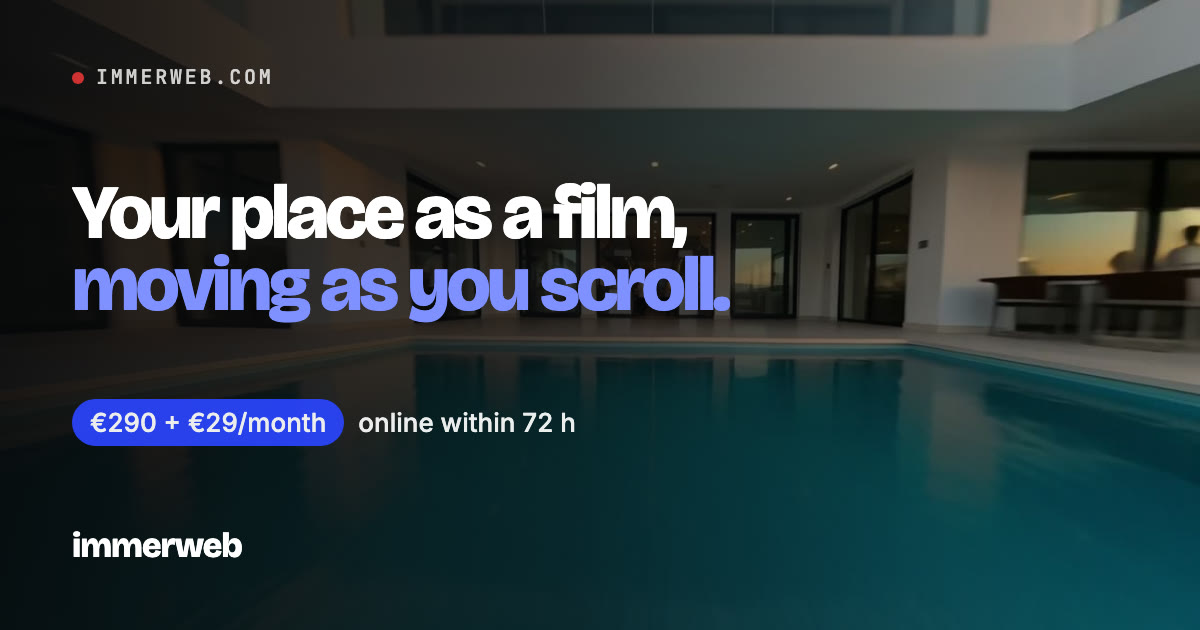 IMMERWEB.COM
Your place as a film,
moving as you scroll.
€290 + €29/month online within 72 h
immerweb